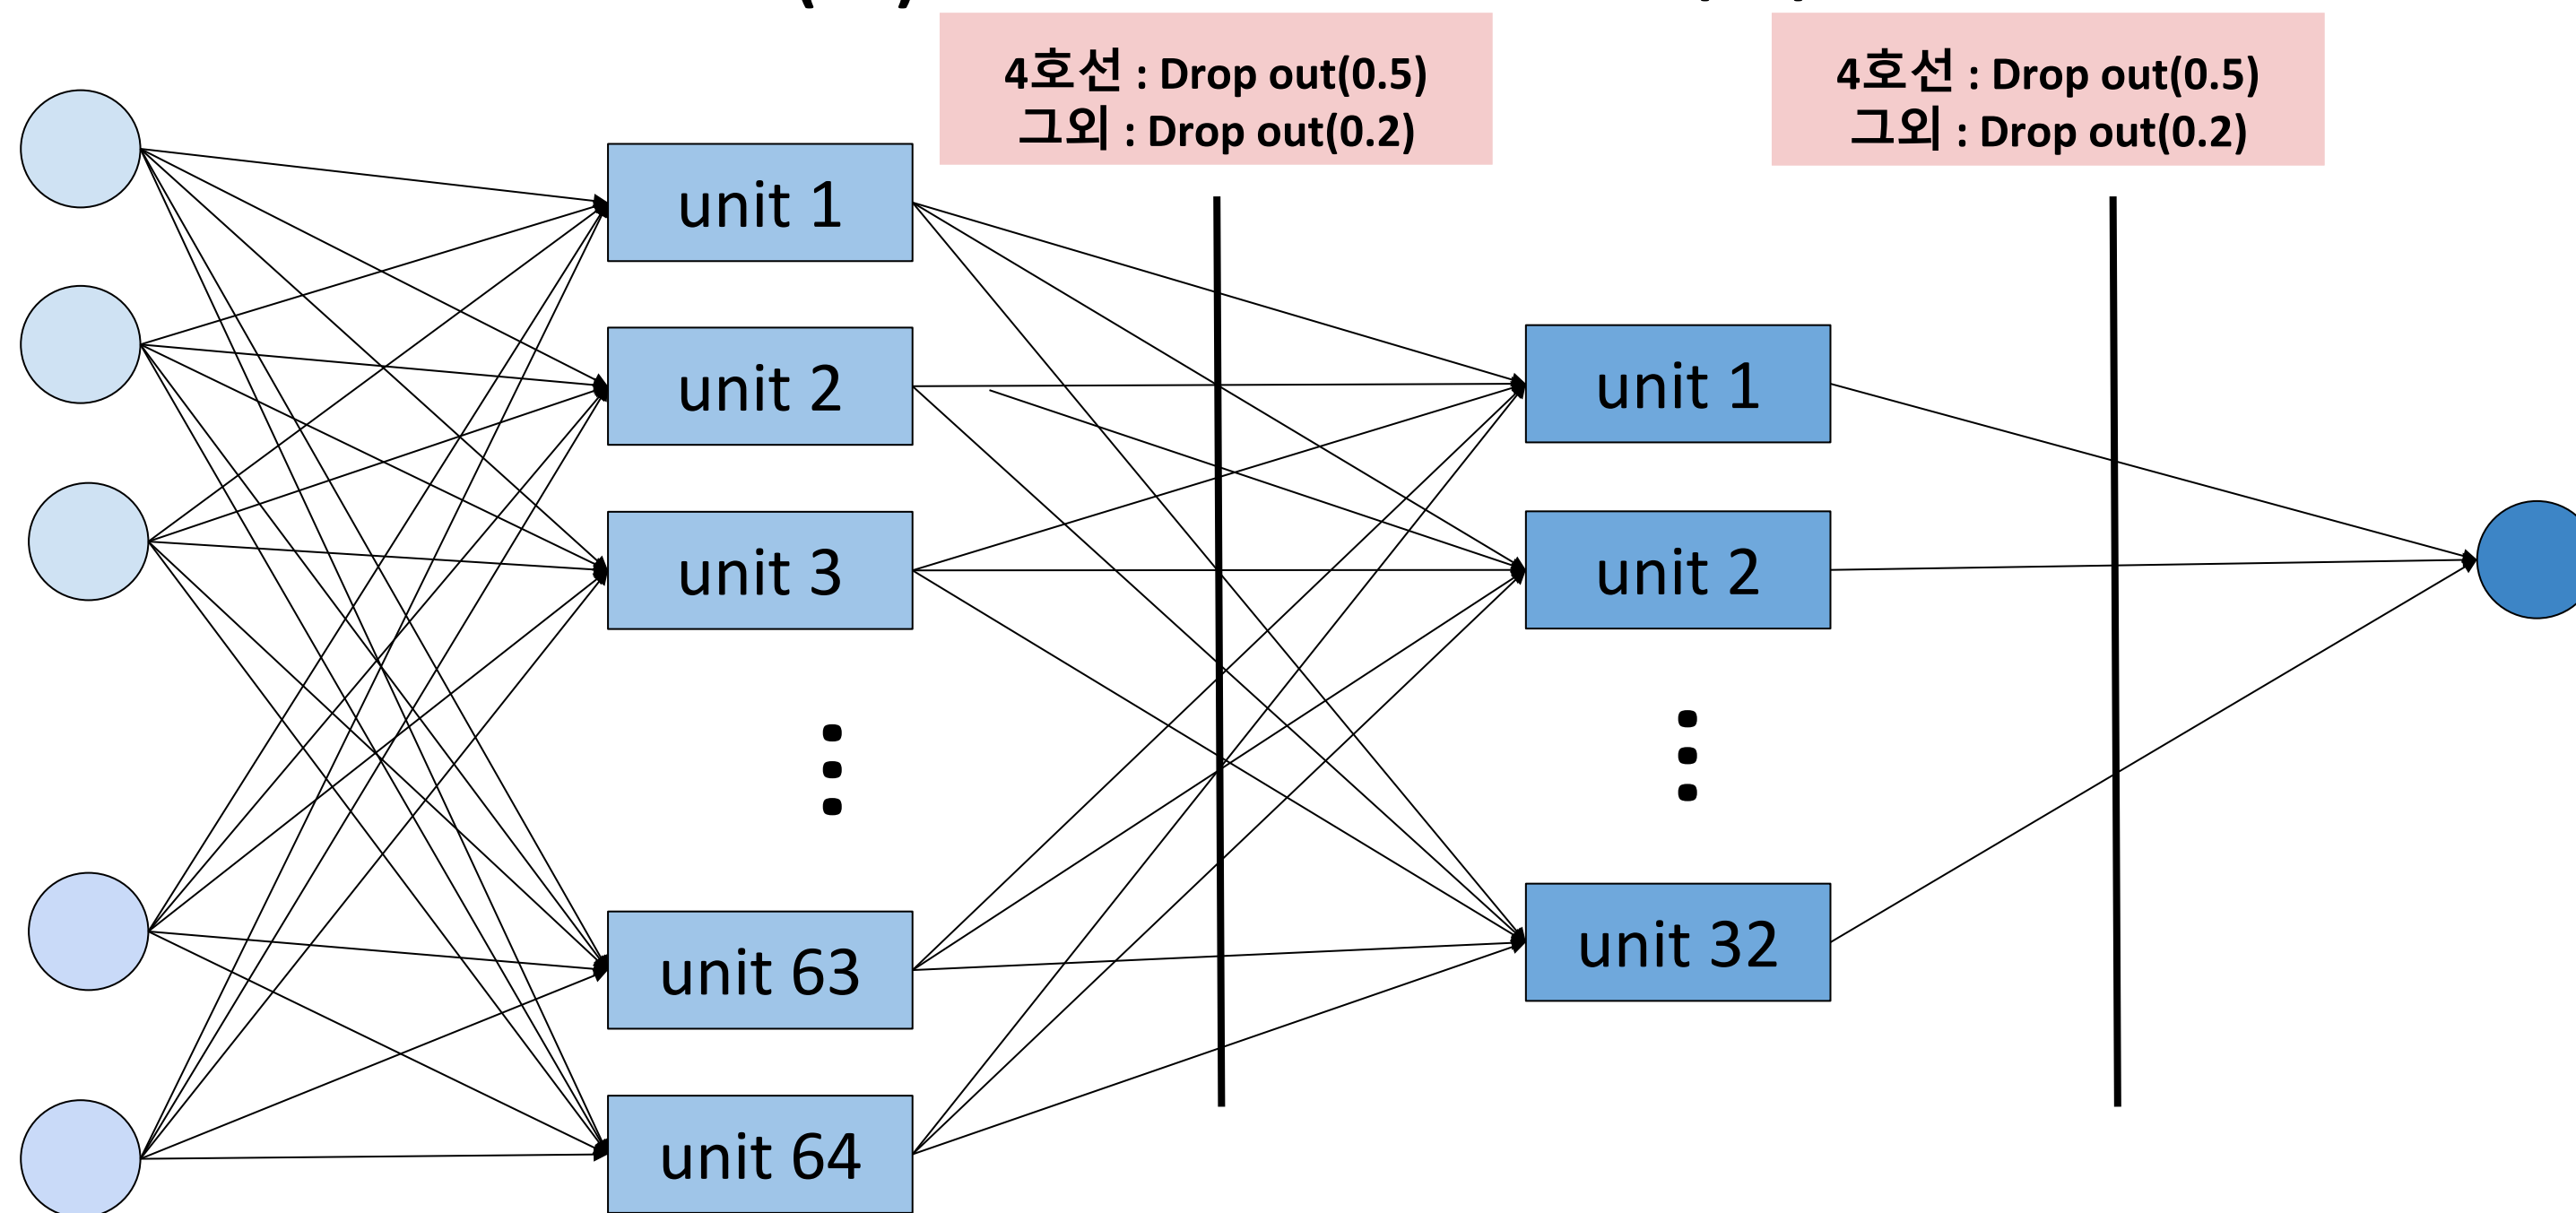 4호선 : Drop out(0.5)
그외 : Drop out(0.2)
4호선 : Drop out(0.5)
그외 : Drop out(0.2)
unit 1
unit 2
unit 3
unit 63
unit 64
unit 1
unit 2
unit 32